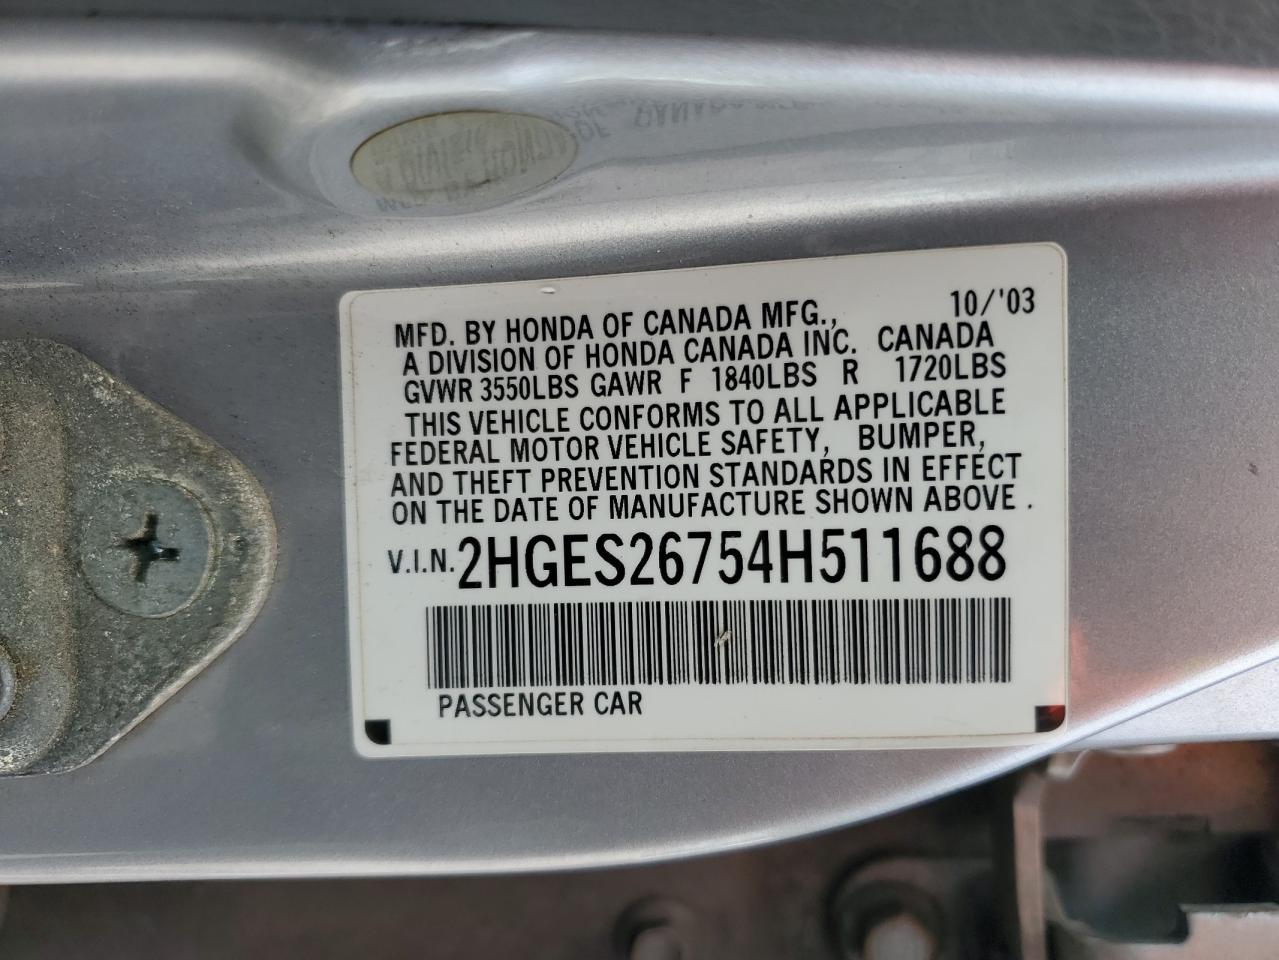 10/'03
MFD. BY HONDA OF CANADA MFG.,
A DIVISION OF HONDA CANADA INC. CANADA
GVWR 3550LBS GAWR F 1840LBS R 1720LBS
THIS VEHICLE CONFORMS TO ALL APPLICABLE
FEDERAL MOTOR VEHICLE SAFETY, BUMPER,
AND THEFT PREVENTION STANDARDS IN EFFECT
ON THE DATE OF MANUFACTURE SHOWN ABOVE .
V.I.N. 2HGES26754H511688
PASSENGER CAR